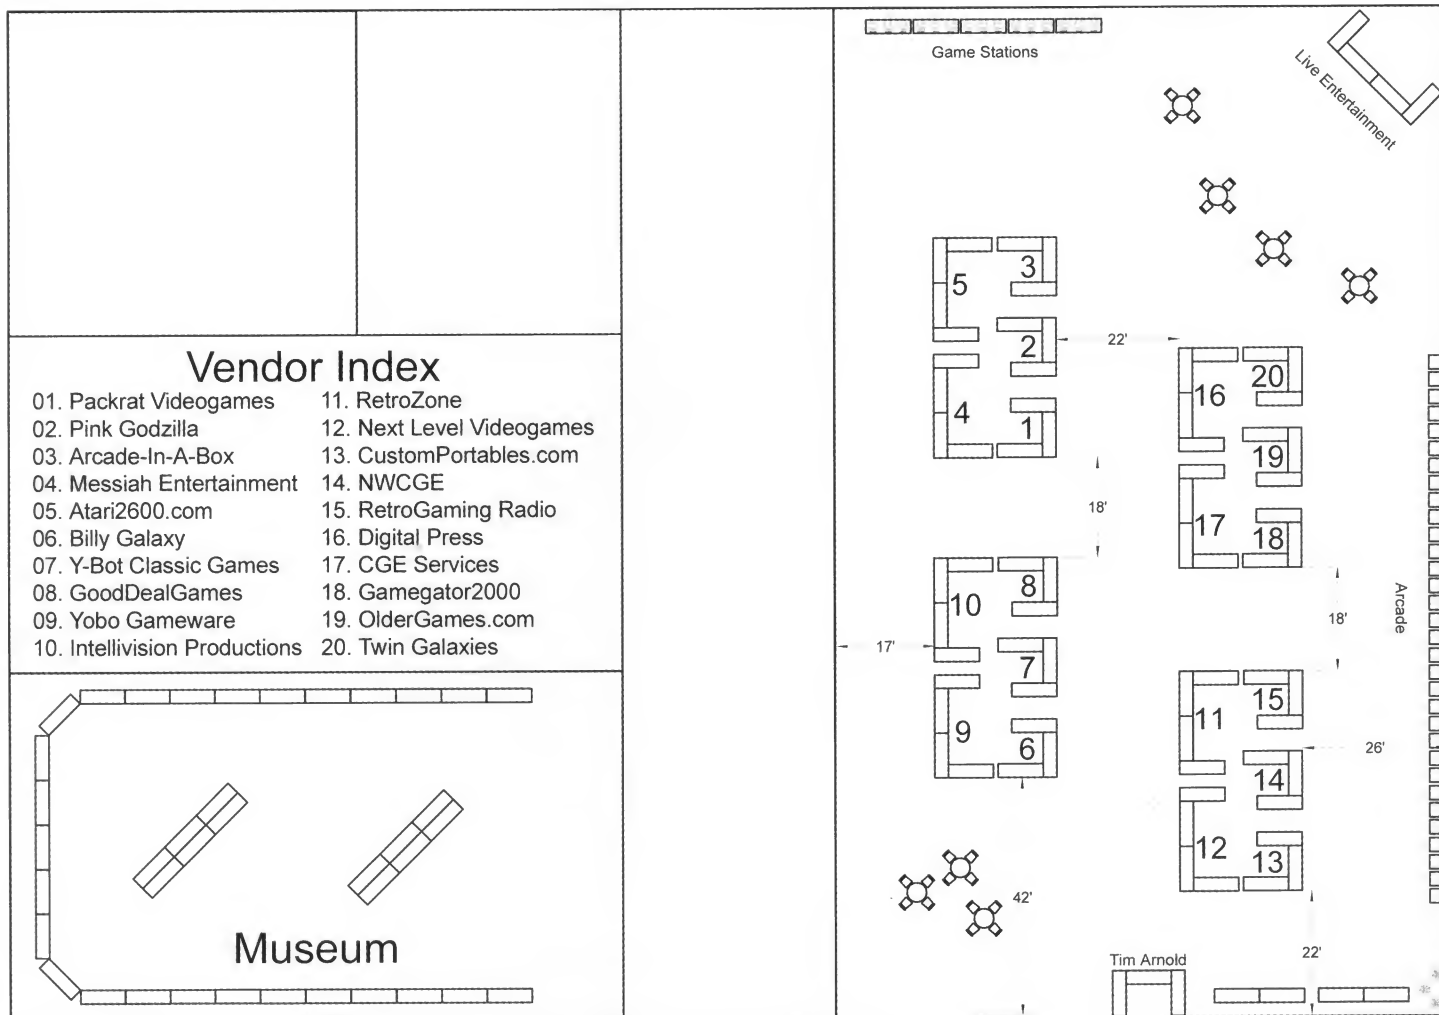 Game Stations
Live Entertainment
5
3
2
22'
4
1
16
20
19
17
18
18'
10
8
7
9
6
17'
18'
Arcade
11
15
14
26'
12
13
42'
22'
Tim Arnold
Vendor Index
01. Packrat Videogames
02. Pink Godzilla
03. Arcade-In-A-Box
04. Messiah Entertainment
05. Atari2600.com
06. Billy Galaxy
07. Y-Bot Classic Games
08. GoodDealGames
09. Yobo Gameware
10. Intellivision Productions
11. RetroZone
12. Next Level Videogames
13. CustomPortables.com
14. NWCGE
15. RetroGaming Radio
16. Digital Press
17. CGE Services
18. Gamegator2000
19. OlderGames.com
20. Twin Galaxies
Museum